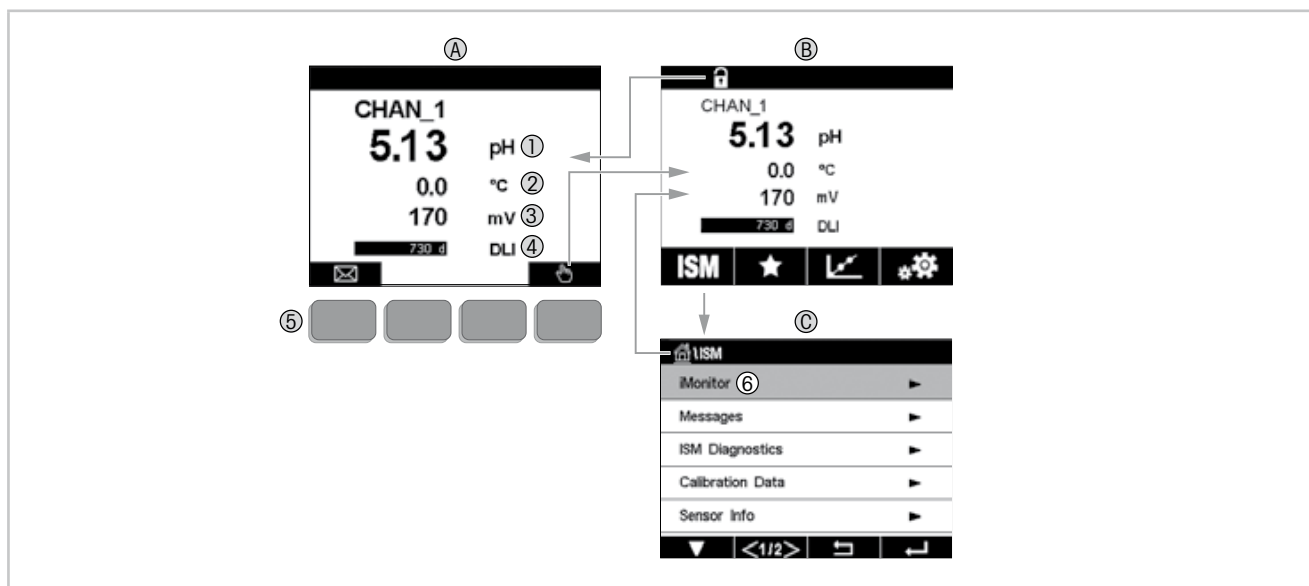 Ⓐ
CHAN_1
5.13 pH ①
0.0 °C ②
170 mV ③
730 d DLI ④
⑤
Ⓑ
CHAN_1
5.13 pH
0.0 °C
170 mV
730 d DLI
ISM
Ⓒ
\ISM
iMonitor ⑥
Messages
ISM Diagnostics
Calibration Data
Sensor Info
<1/2>